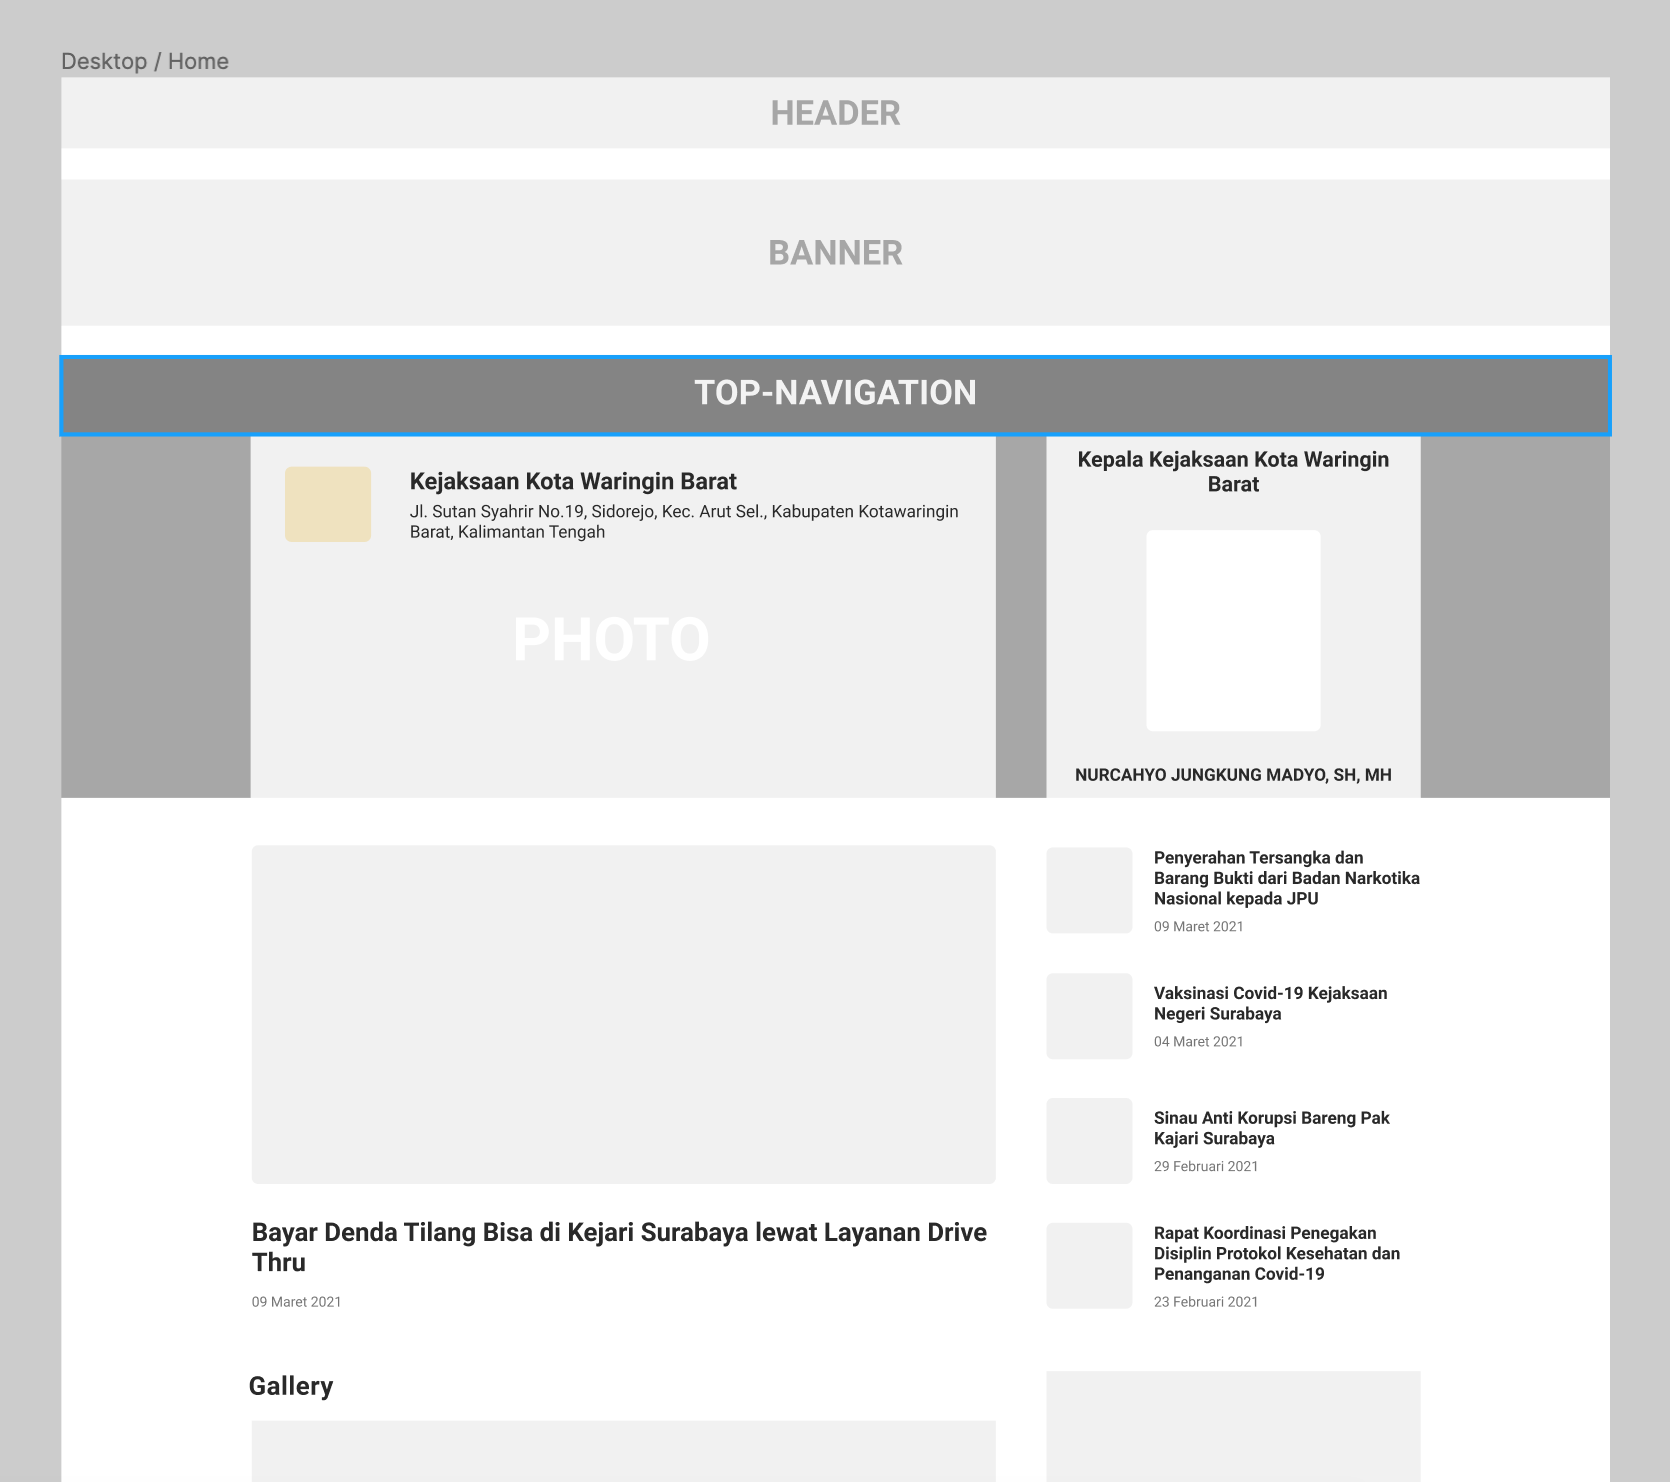 Desktop / Home
HEADER
BANNER
TOP-NAVIGATION
Kejaksaan Kota Waringin Barat
Jl. Sutan Syahrir No.19, Sidorejo, Kec. Arut Sel., Kabupaten Kotawaringin
Barat, Kalimantan Tengah
PHOTO
Kepala Kejaksaan Kota Waringin
Barat
NURCAHYO JUNGKUNG MADYO, SH, MH
Bayar Denda Tilang Bisa di Kejari Surabaya lewat Layanan Drive
Thru
09 Maret 2021
Penyerahan Tersangka dan
Barang Bukti dari Badan Narkotika
Nasional kepada JPU
09 Maret 2021
Vaksinasi Covid-19 Kejaksaan
Negeri Surabaya
04 Maret 2021
Sinau Anti Korupsi Bareng Pak
Kajari Surabaya
29 Februari 2021
Rapat Koordinasi Penegakan
Disiplin Protokol Kesehatan dan
Penanganan Covid-19
23 Februari 2021
Gallery